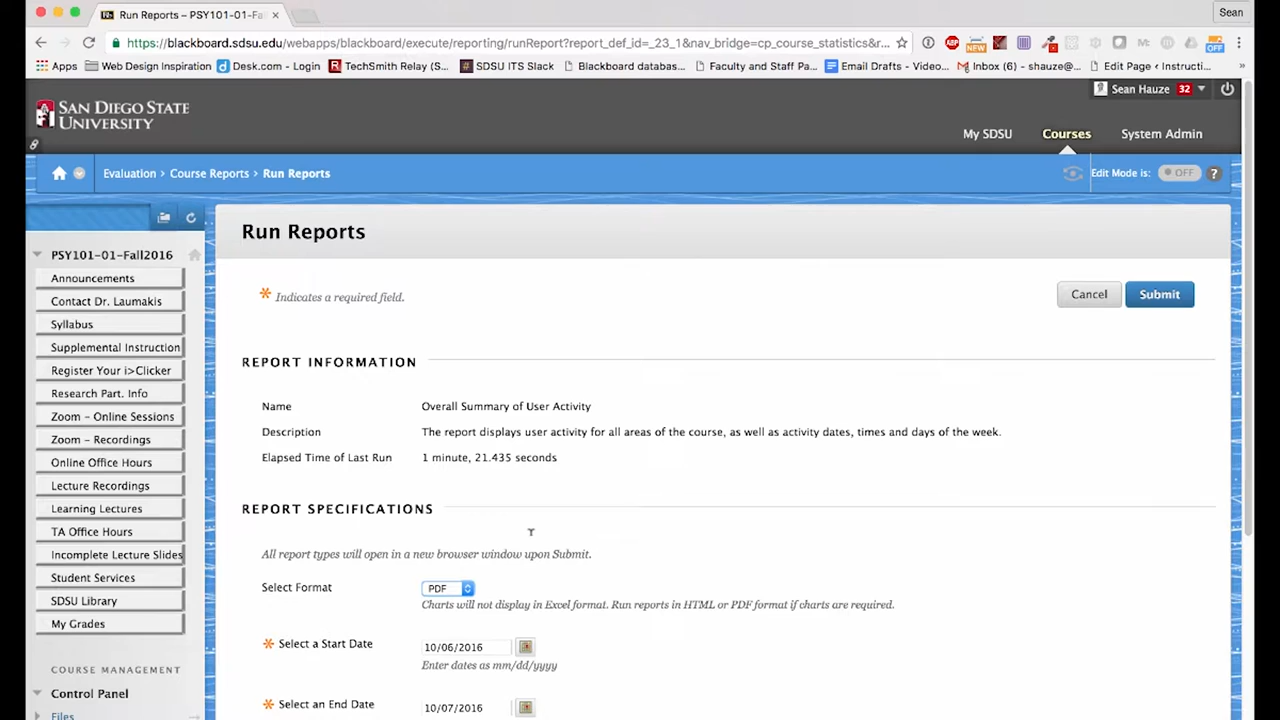 Run Reports – PSY101-01-Fal
Sean
https://blackboard.sdsu.edu/webapps/blackboard/execute/reporting/runReport?report_def_id=_23_1&nav_bridge=cp_course_statistics&r...
ABP
NEW
OFF
Apps
Web Design Inspiration
Desk.com – Login
TechSmith Relay (S...
SDSU ITS Slack
Blackboard databas...
Faculty and Staff Pa...
Email Drafts – Video...
Inbox (6) – shauze@...
Edit Page ‹ Instructi...
SAN DIEGO STATE
UNIVERSITY
Sean Hauze 32
My SDSU
Courses
System Admin
Evaluation > Course Reports > Run Reports
Edit Mode is: OFF ?
PSY101-01-Fall2016
Announcements
Contact Dr. Laumakis
Syllabus
Supplemental Instruction
Register Your i>Clicker
Research Part. Info
Zoom – Online Sessions
Zoom – Recordings
Online Office Hours
Lecture Recordings
Learning Lectures
TA Office Hours
Incomplete Lecture Slides
Student Services
SDSU Library
My Grades
COURSE MANAGEMENT
Control Panel
Files
Run Reports
* Indicates a required field.
Cancel
Submit
REPORT INFORMATION
Name Overall Summary of User Activity
Description The report displays user activity for all areas of the course, as well as activity dates, times and days of the week.
Elapsed Time of Last Run 1 minute, 21.435 seconds
REPORT SPECIFICATIONS
All report types will open in a new browser window upon Submit.
Select Format PDF
Charts will not display in Excel format. Run reports in HTML or PDF format if charts are required.
* Select a Start Date 10/06/2016
Enter dates as mm/dd/yyyy
* Select an End Date 10/07/2016